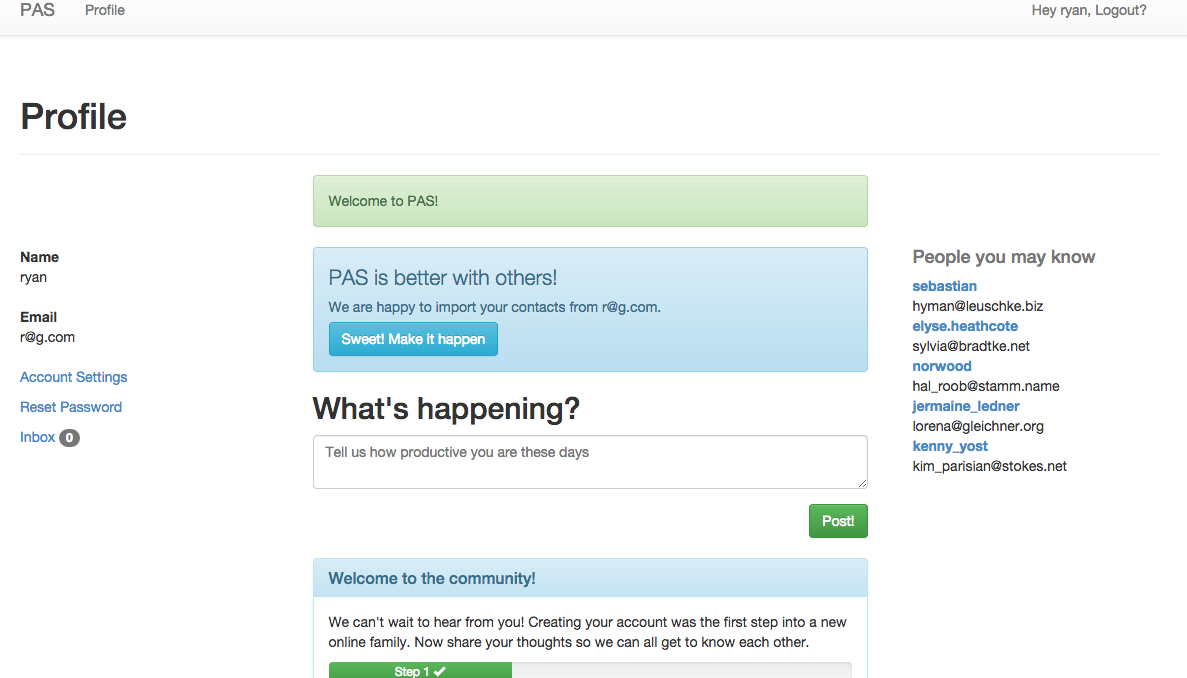 PAS Profile Hey ryan, Logout?
Profile
Welcome to PAS!
Name
ryan
Email
r@g.com
Account Settings
Reset Password
Inbox 0
PAS is better with others!
We are happy to import your contacts from r@g.com.
Sweet! Make it happen
What's happening?
Tell us how productive you are these days
Post!
Welcome to the community!
We can't wait to hear from you! Creating your account was the first step into a new
online family. Now share your thoughts so we can all get to know each other.
Step 1 ✔
People you may know
sebastian
hyman@leuschke.biz
elyse.heathcote
sylvia@bradtke.net
norwood
hal_roob@stamm.name
jermaine_ledner
lorena@gleichner.org
kenny_yost
kim_parisian@stokes.net